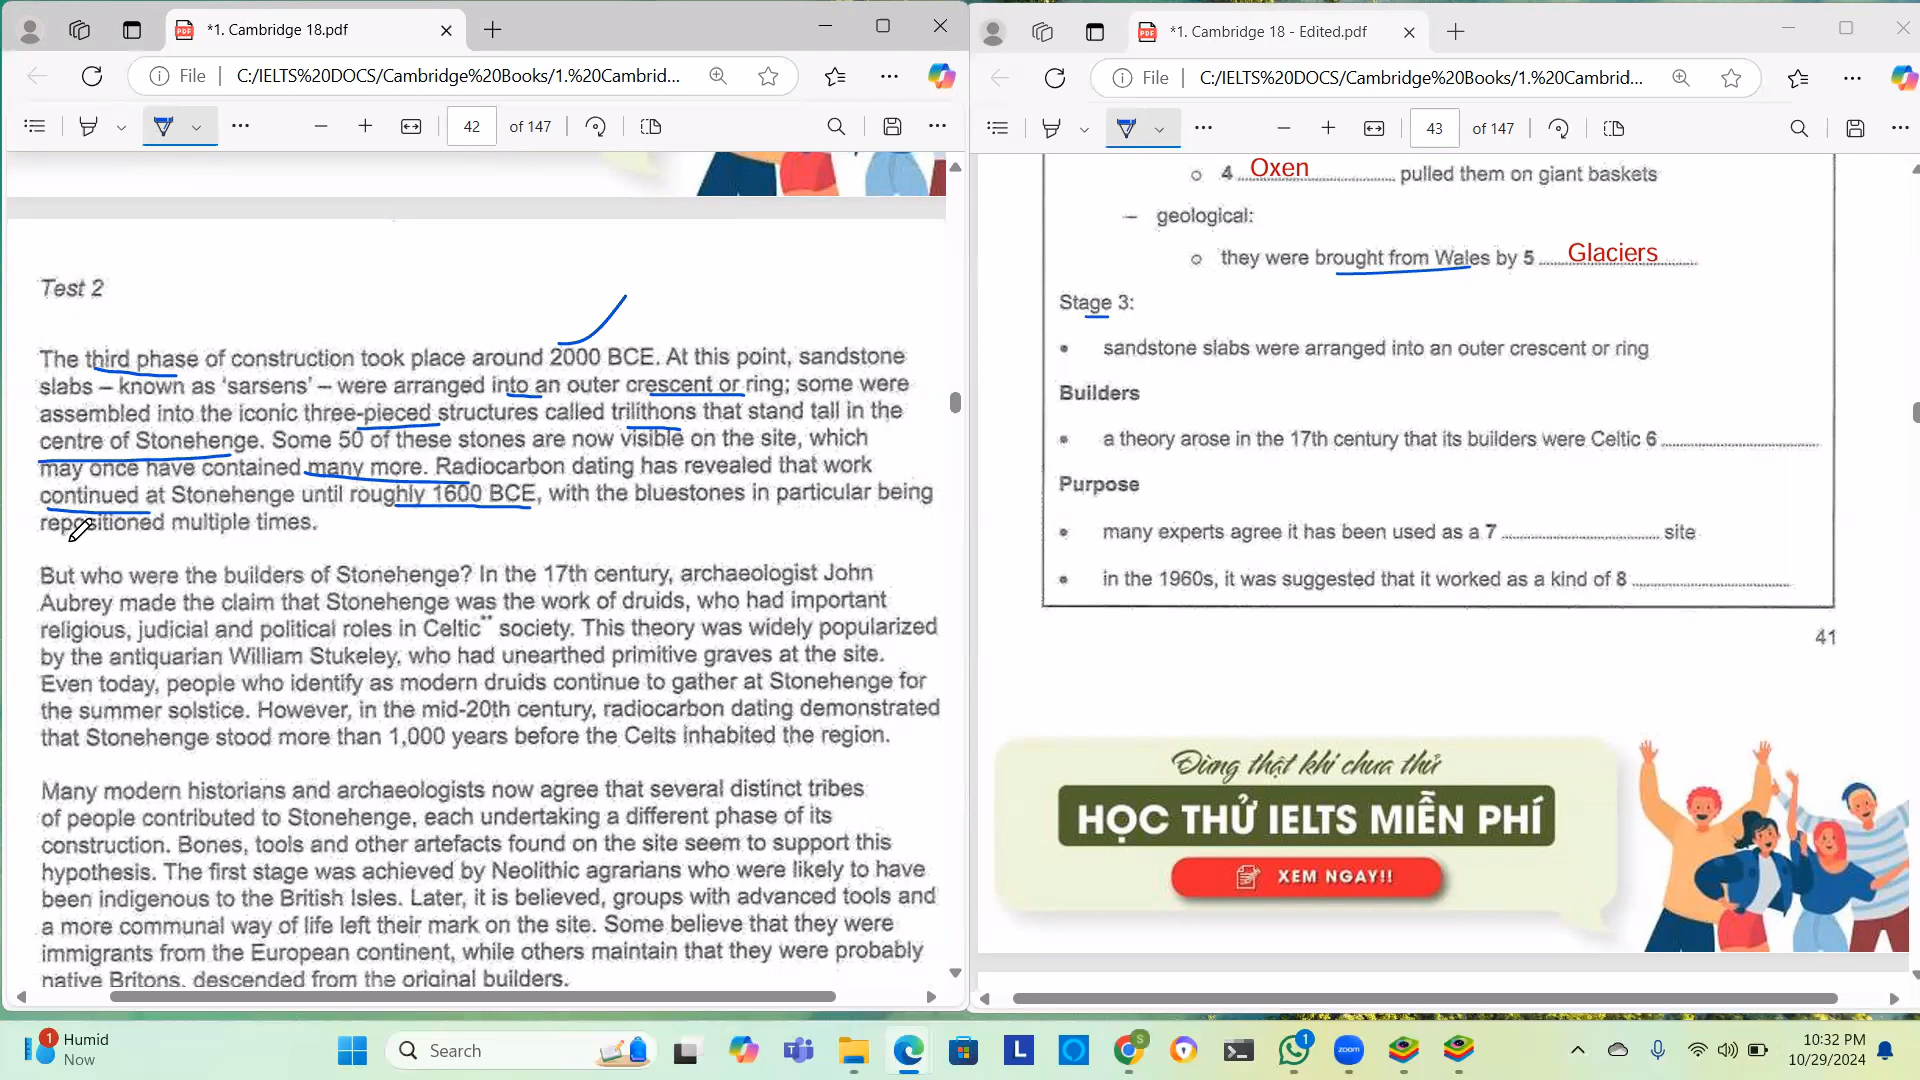 *1. Cambridge 18.pdf
File
C:/IELTS%20DOCS/Cambridge%20Books/1.%20Cambrid...
42 of 147
Test 2
The third phase of construction took place around 2000 BCE. At this point, sandstone
slabs – known as 'sarsens' – were arranged into an outer crescent or ring; some were
assembled into the iconic three-pieced structures called trilithons that stand tall in the
centre of Stonehenge. Some 50 of these stones are now visible on the site, which
may once have contained many more. Radiocarbon dating has revealed that work
continued at Stonehenge until roughly 1600 BCE, with the bluestones in particular being
repositioned multiple times.
But who were the builders of Stonehenge? In the 17th century, archaeologist John
Aubrey made the claim that Stonehenge was the work of druids, who had important
religious, judicial and political roles in Celtic** society. This theory was widely popularized
by the antiquarian William Stukeley, who had unearthed primitive graves at the site.
Even today, people who identify as modern druids continue to gather at Stonehenge for
the summer solstice. However, in the mid-20th century, radiocarbon dating demonstrated
that Stonehenge stood more than 1,000 years before the Celts inhabited the region.
Many modern historians and archaeologists now agree that several distinct tribes
of people contributed to Stonehenge, each undertaking a different phase of its
construction. Bones, tools and other artefacts found on the site seem to support this
hypothesis. The first stage was achieved by Neolithic agrarians who were likely to have
been indigenous to the British Isles. Later, it is believed, groups with advanced tools and
a more communal way of life left their mark on the site. Some believe that they were
immigrants from the European continent, while others maintain that they were probably
native Britons, descended from the original builders.
*1. Cambridge 18 - Edited.pdf
File
C:/IELTS%20DOCS/Cambridge%20Books/1.%20Cambrid...
43 of 147
4 Oxen pulled them on giant baskets
– geological:
they were brought from Wales by 5 Glaciers
Stage 3:
• sandstone slabs were arranged into an outer crescent or ring
Builders
• a theory arose in the 17th century that its builders were Celtic 6
Purpose
• many experts agree it has been used as a 7 site
• in the 1960s, it was suggested that it worked as a kind of 8
41
Đừng thật khi chưa thử
HỌC THỬ IELTS MIỄN PHÍ
XEM NGAY!!
1
Humid
Now
Search
L
S
1
zoom
10:32 PM
10/29/2024